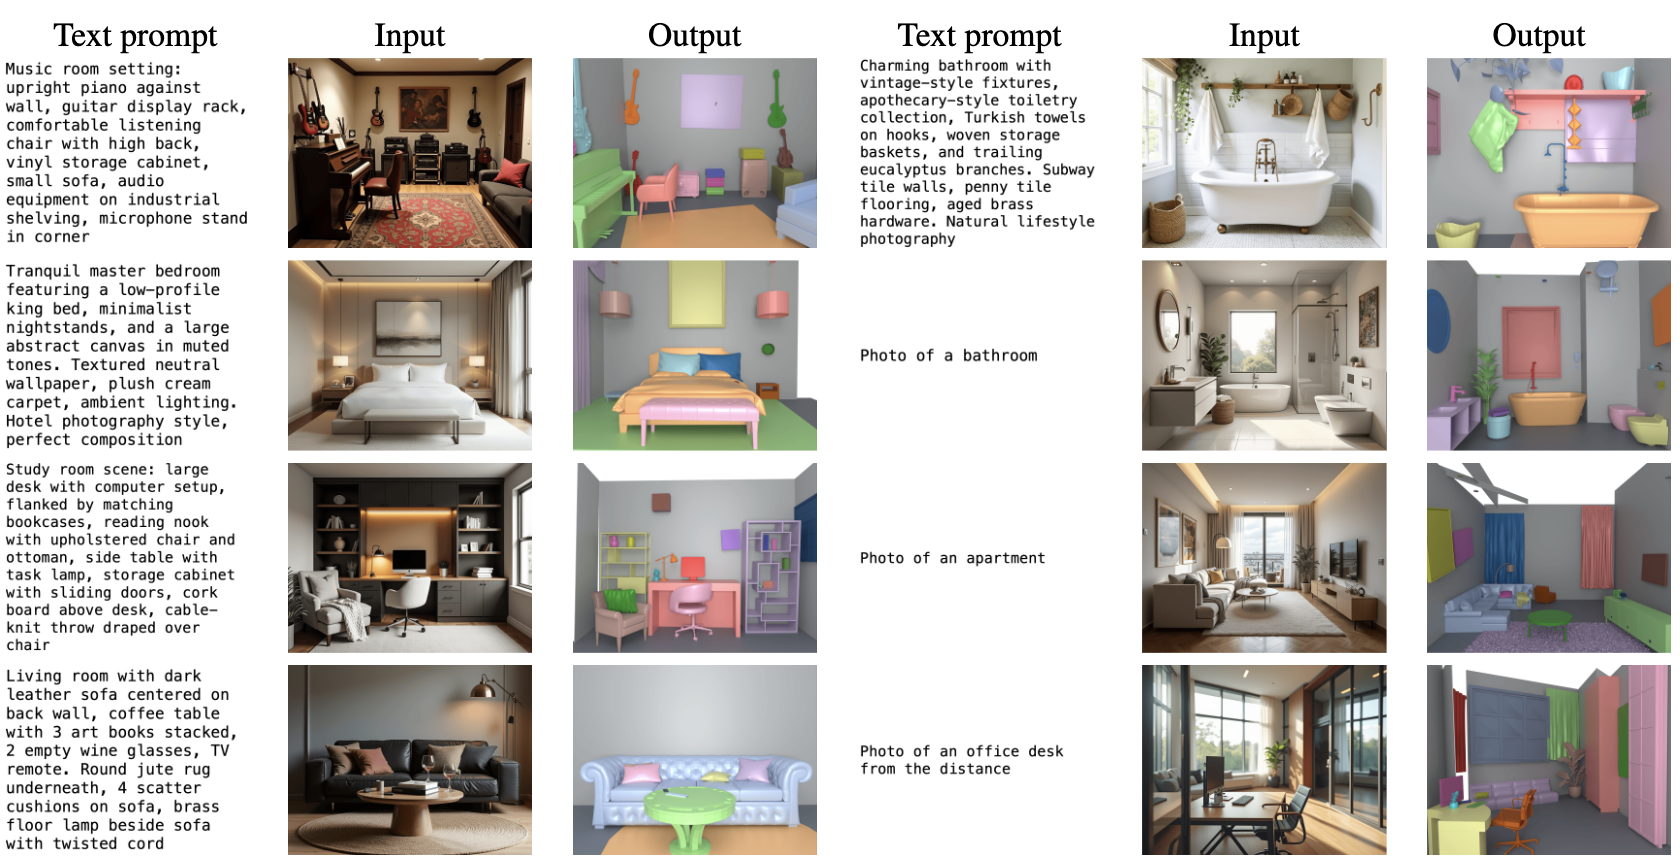 Text prompt Input Output Text prompt Input Output
Music room setting:
upright piano against
wall, guitar display rack,
comfortable listening
chair with high back,
vinyl storage cabinet,
small sofa, audio
equipment on industrial
shelving, microphone stand
in corner
Charming bathroom with
vintage-style fixtures,
apothecary-style toiletry
collection, Turkish towels
on hooks, woven storage
baskets, and trailing
eucalyptus branches. Subway
tile walls, penny tile
flooring, aged brass
hardware. Natural lifestyle
photography
Tranquil master bedroom
featuring a low-profile
king bed, minimalist
nightstands, and a large
abstract canvas in muted
tones. Textured neutral
wallpaper, plush cream
carpet, ambient lighting.
Hotel photography style,
perfect composition
Photo of a bathroom
Study room scene: large
desk with computer setup,
flanked by matching
bookcases, reading nook
with upholstered chair and
ottoman, side table with
task lamp, storage cabinet
with sliding doors, cork
board above desk, cable-
knit throw draped over
chair
Photo of an apartment
Living room with dark
leather sofa centered on
back wall, coffee table
with 3 art books stacked,
2 empty wine glasses, TV
remote. Round jute rug
underneath, 4 scatter
cushions on sofa, brass
floor lamp beside sofa
with twisted cord
Photo of an office desk
from the distance